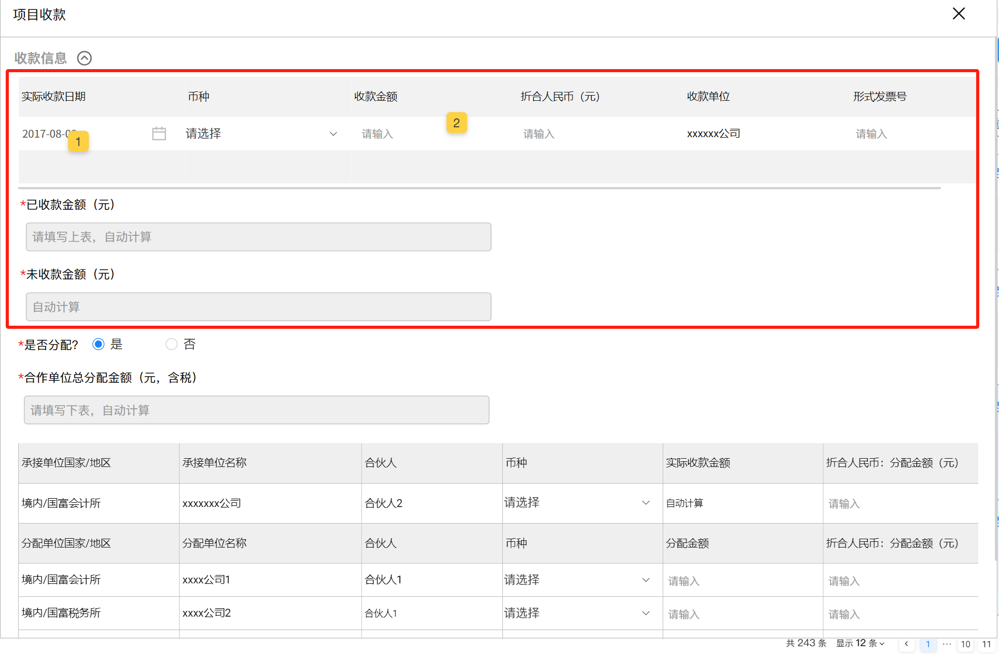 项目收款
收款信息
实际收款日期 币种 收款金额 折合人民币（元） 收款单位 形式发票号
2
2017-08-0 请选择 请输入 请输入 xxxxxx公司 请输入
1
*已收款金额（元）
请填写上表，自动计算
*未收款金额（元）
自动计算
*是否分配? 是 否
*合作单位总分配金额（元，含税）
请填写下表，自动计算
承接单位国家/地区 承接单位名称 合伙人 币种 实际收款金额 折合人民币：分配金额（元）
境内/国富会计所 xxxxxxx公司 合伙人2 请选择 自动计算 请输入
分配单位国家/地区 分配单位名称 合伙人 币种 分配金额 折合人民币：分配金额（元）
境内/国富会计所 xxxx公司1 合伙人1 请选择 请输入 请输入
境内/国富税务所 xxxx公司2 合伙人1 请选择 请输入 请输入
共 243 条 显示 12 条 1 ··· 10 11